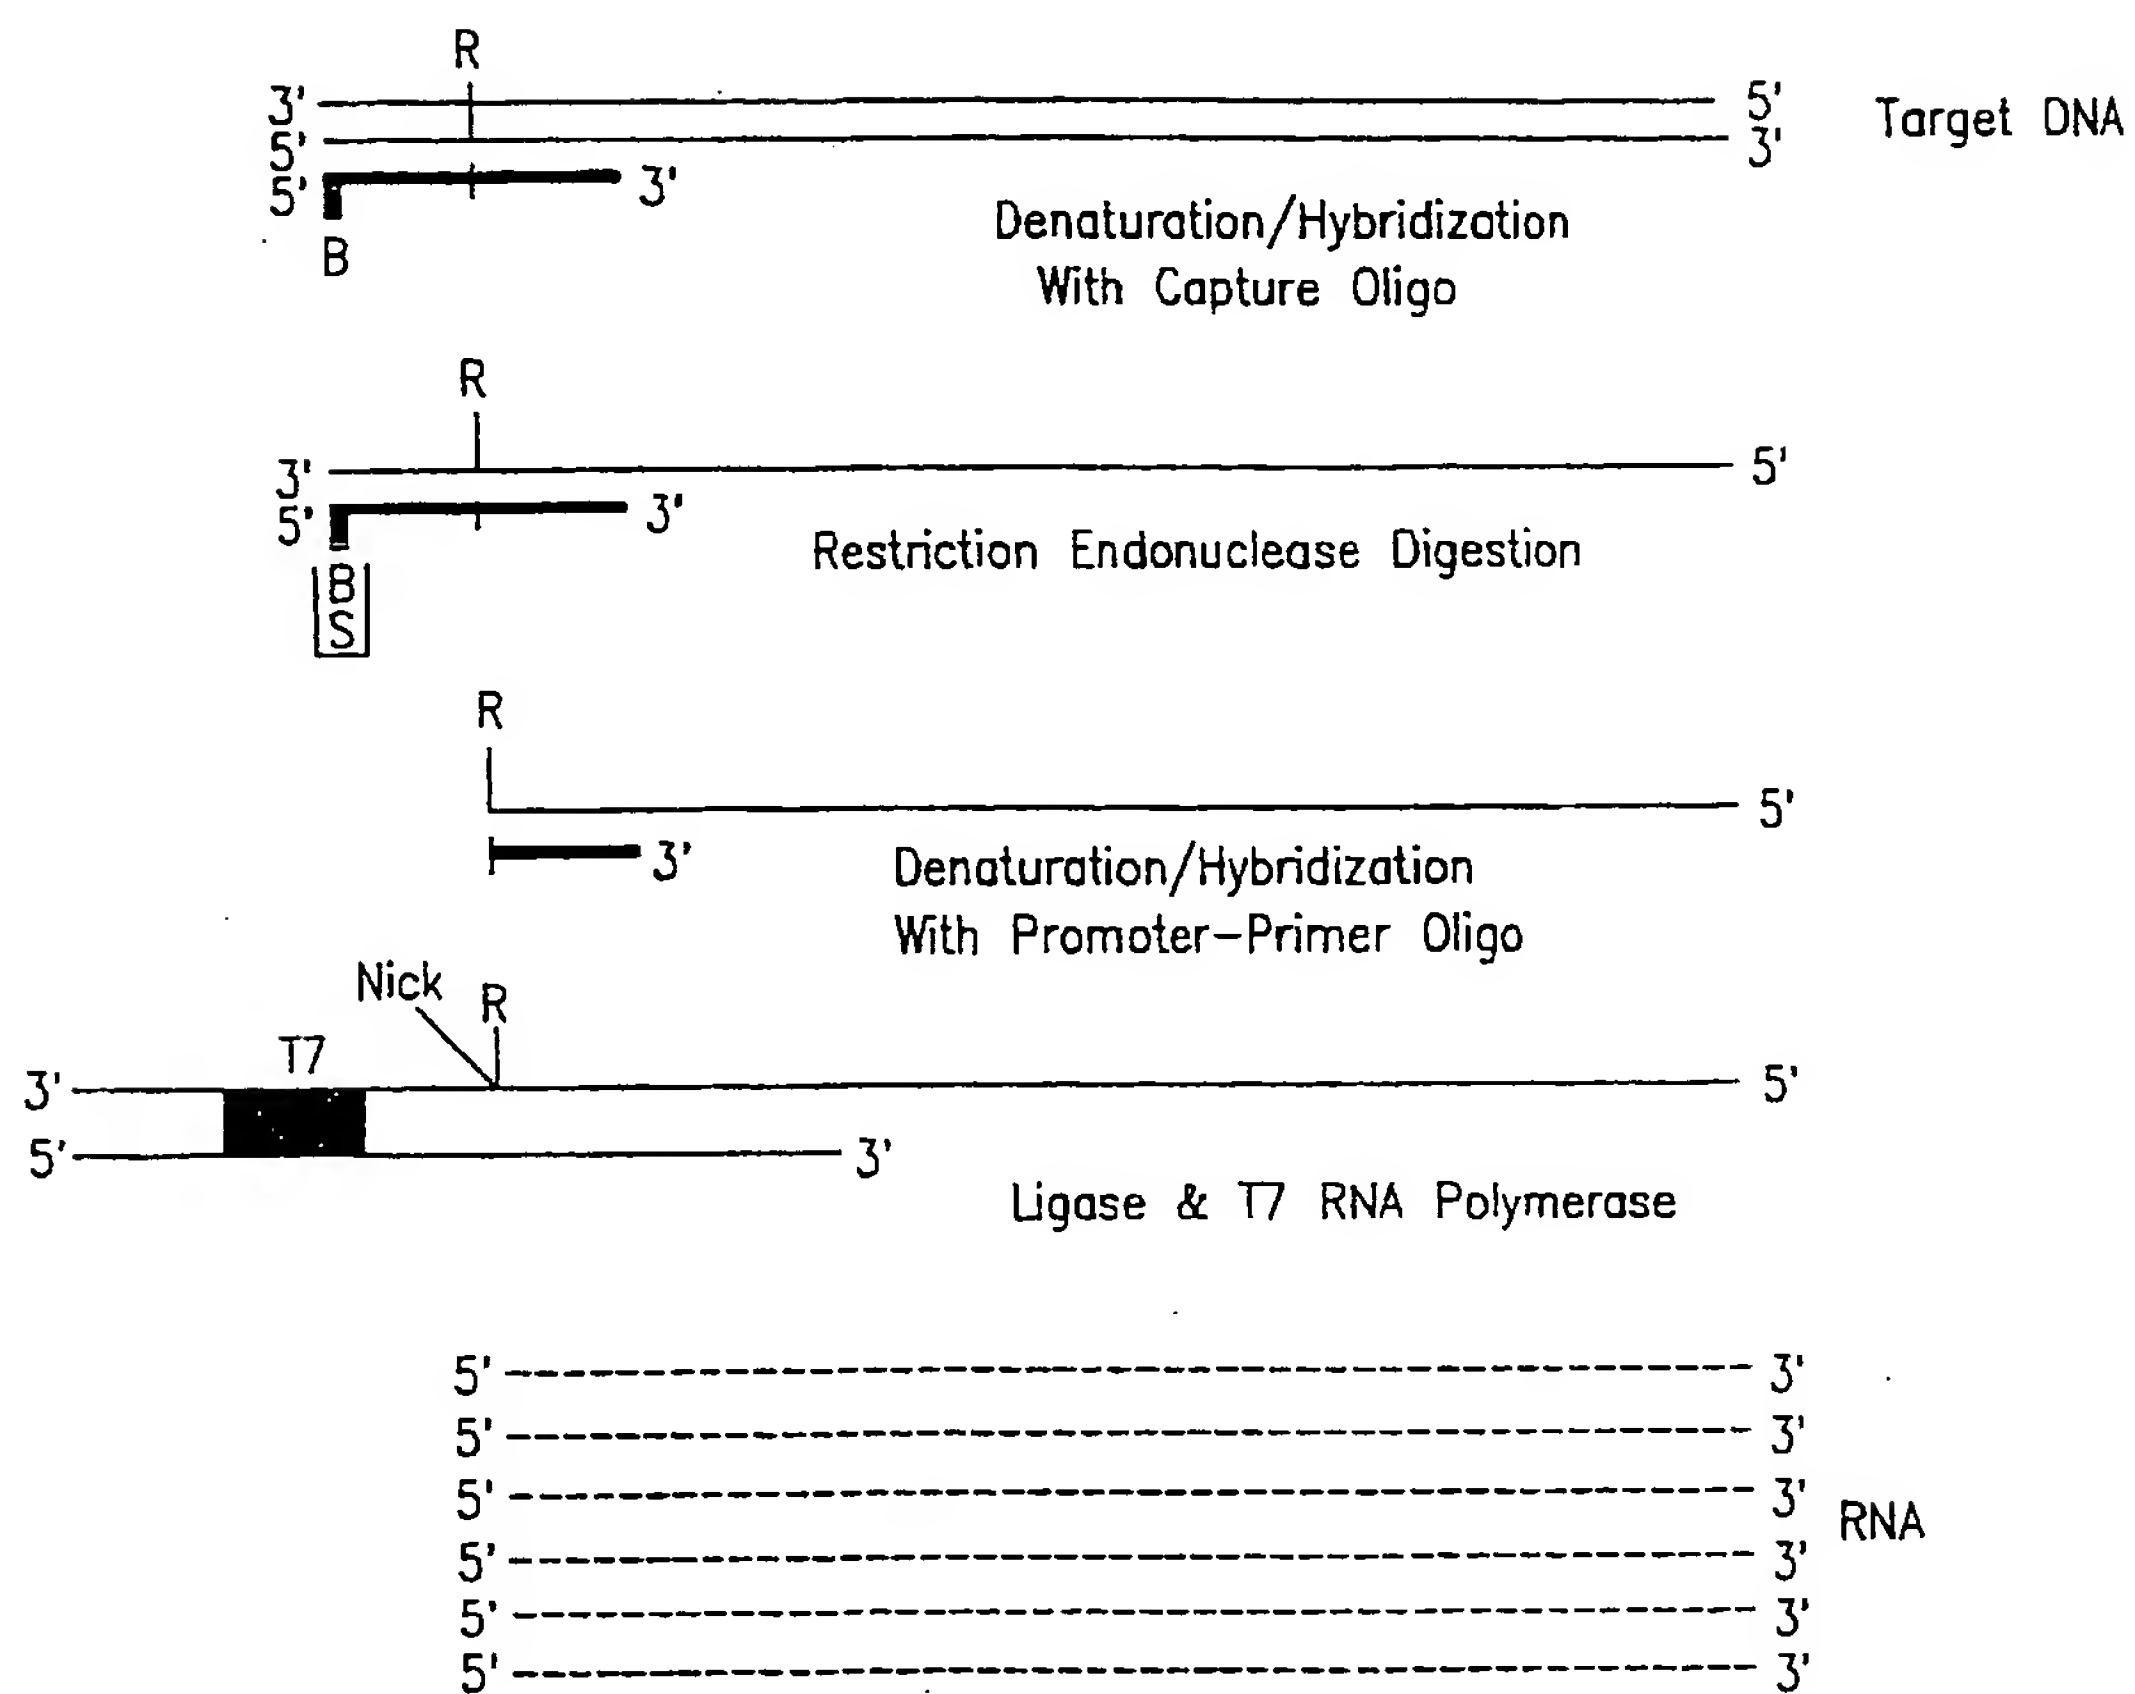 R
3' 5' Target DNA
5' 3'
5' 3'
B
Denaturation/Hybridization
With Capture Oligo
R
3' 5'
5' 3'
Restriction Endonuclease Digestion
B
S
R
5'
3'
Denaturation/Hybridization
With Promoter-Primer Oligo
Nick R
T7
3' 5'
5' 3'
Ligase & T7 RNA Polymerase
5' 3'
5' 3'
5' 3'
RNA
5' 3'
5' 3'
5' 3'